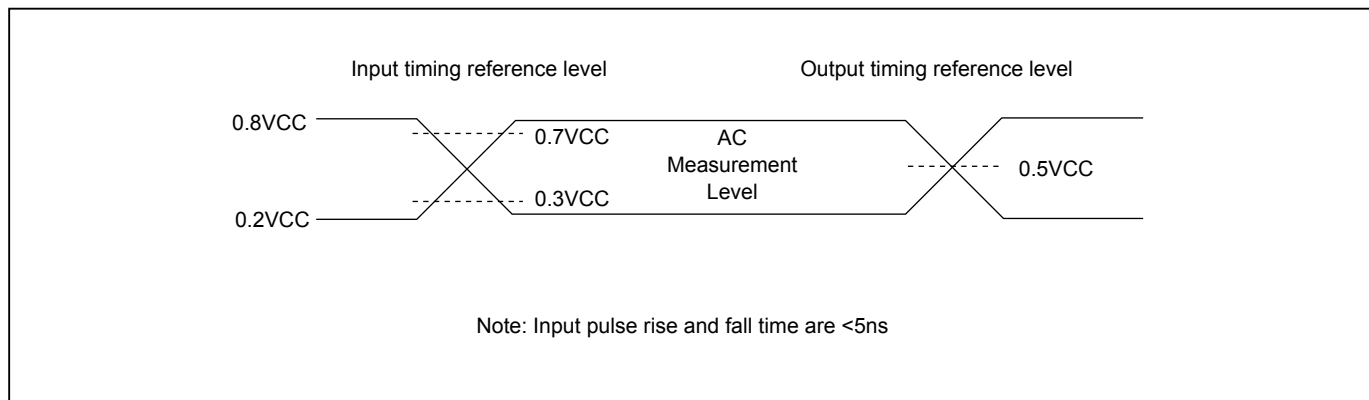 Input timing reference level
Output timing reference level
0.8VCC
0.7VCC
AC
Measurement
Level
0.5VCC
0.3VCC
0.2VCC
Note: Input pulse rise and fall time are <5ns